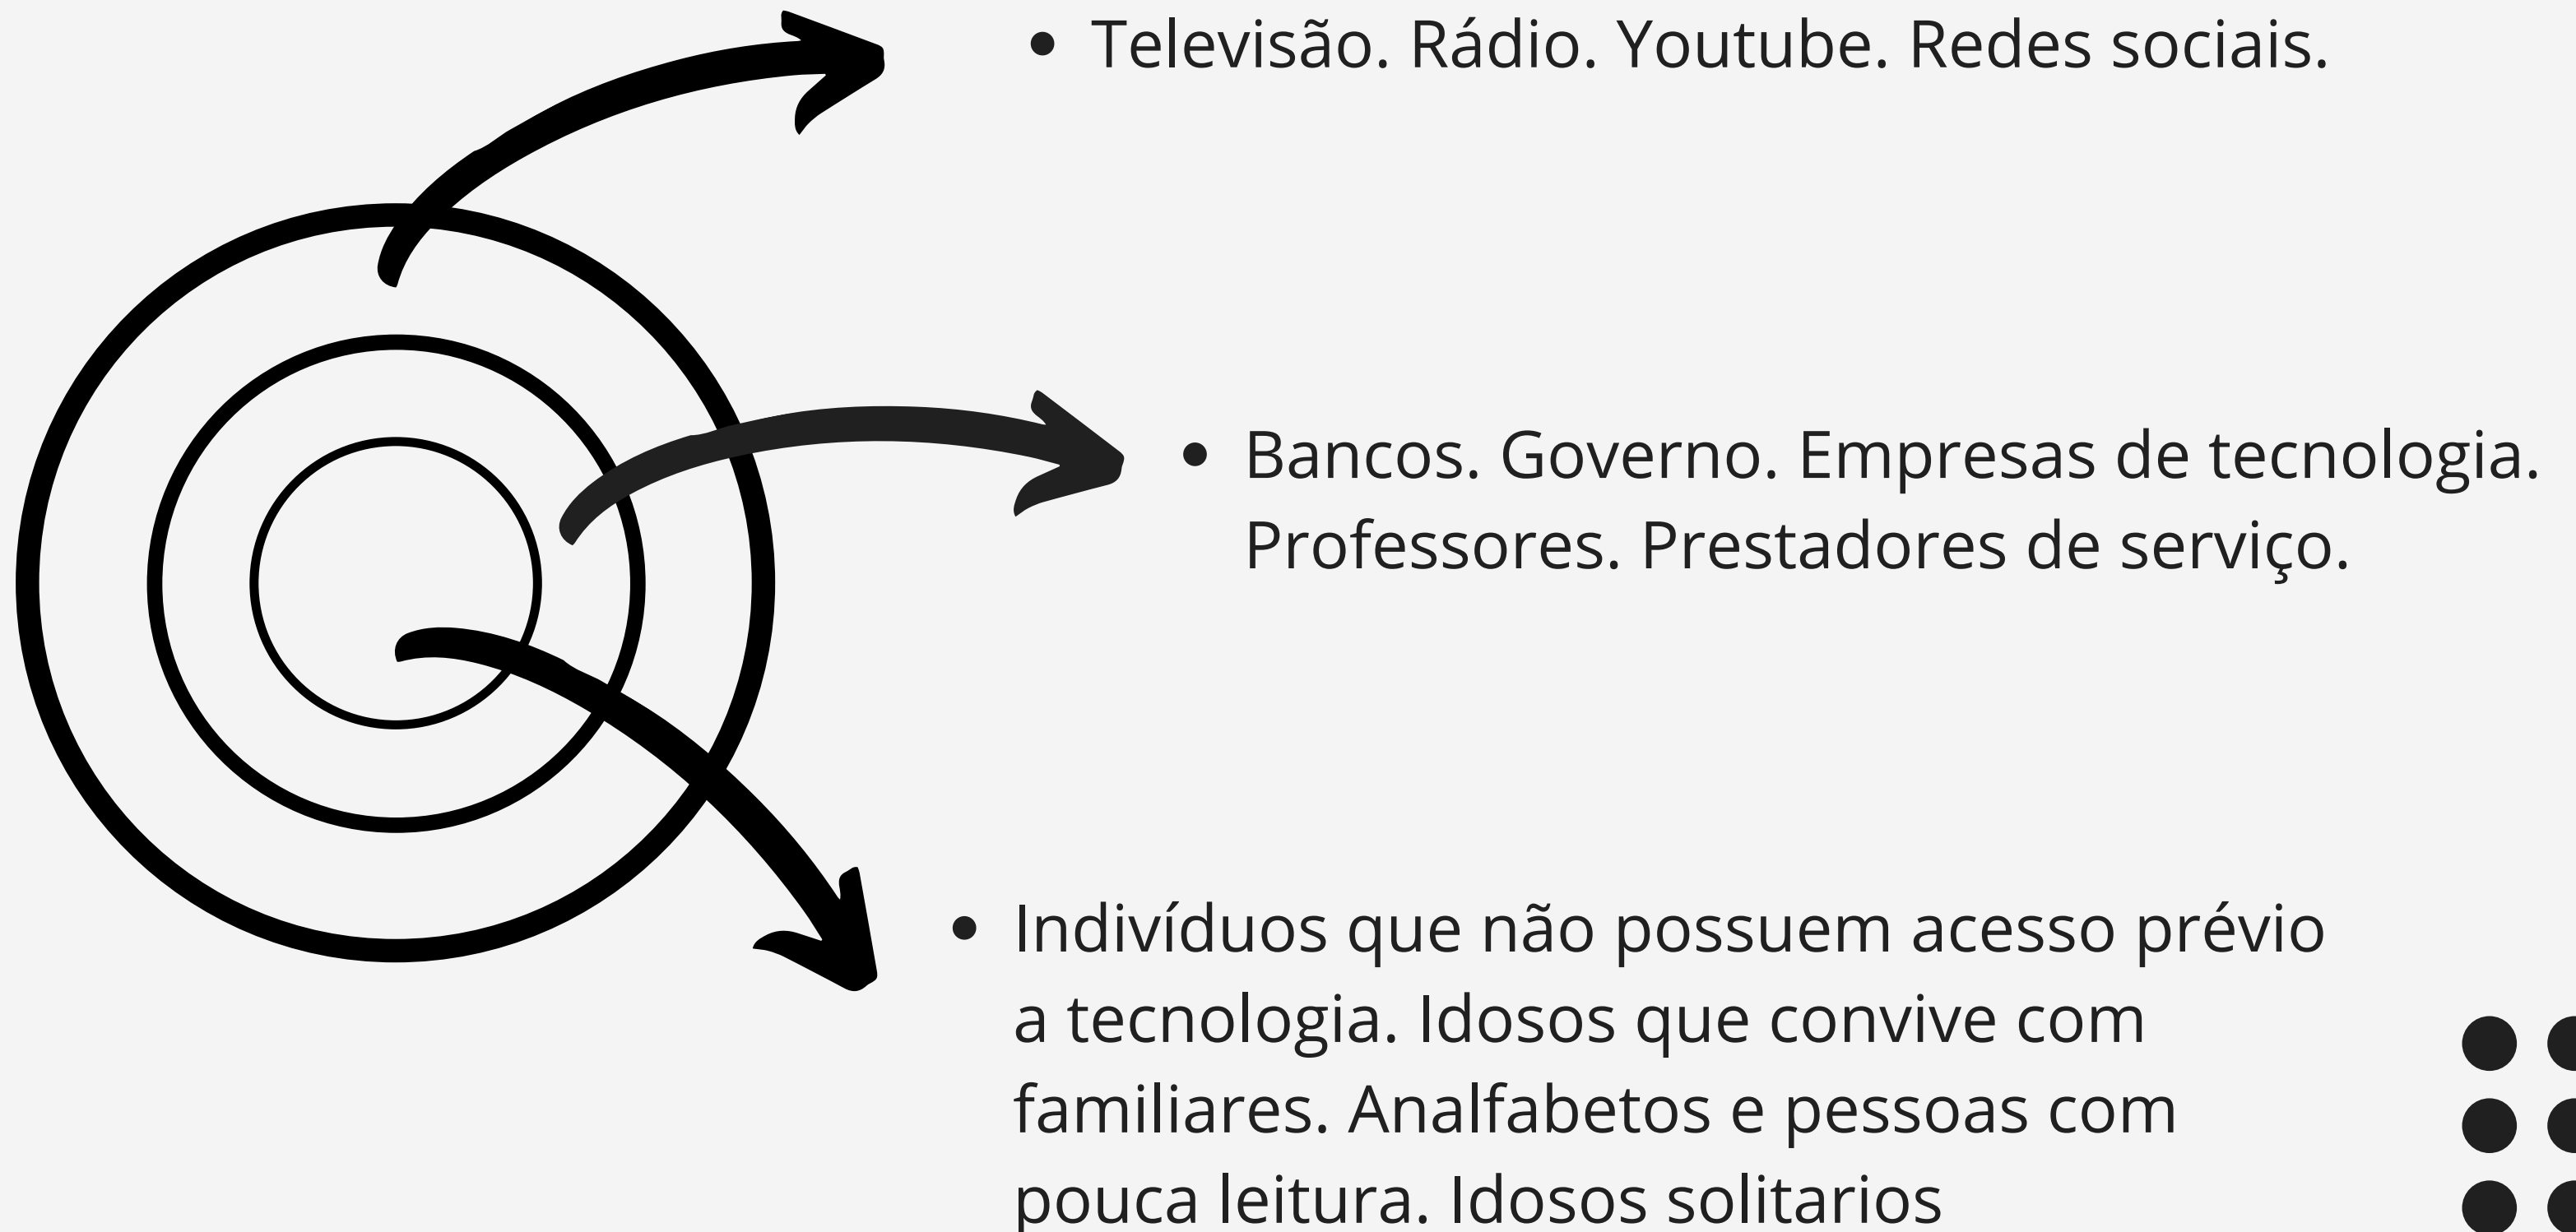 • Televisão. Rádio. Youtube. Redes sociais.
• Bancos. Governo. Empresas de tecnologia.
Professores. Prestadores de serviço.
• Indivíduos que não possuem acesso prévio
a tecnologia. Idosos que convive com
familiares. Analfabetos e pessoas com
pouca leitura. Idosos solitarios